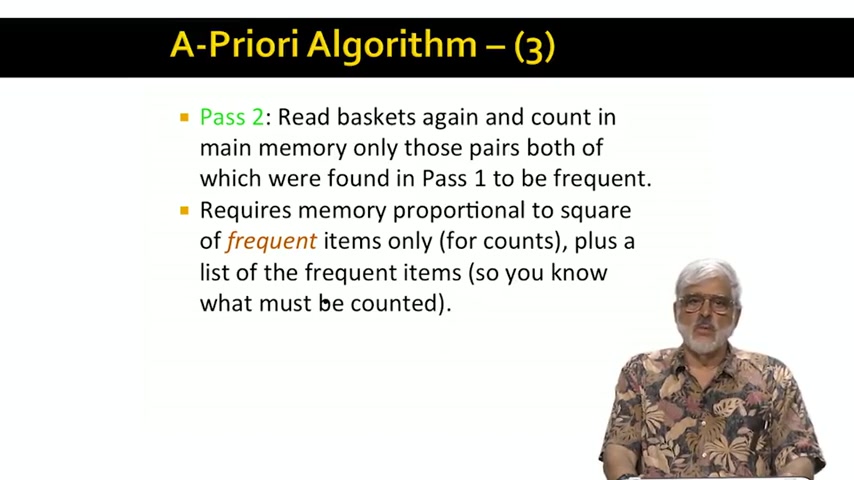 A-Priori Algorithm – (3)
Pass 2: Read baskets again and count in
main memory only those pairs both of
which were found in Pass 1 to be frequent.
Requires memory proportional to square
of frequent items only (for counts), plus a
list of the frequent items (so you know
what must be counted).